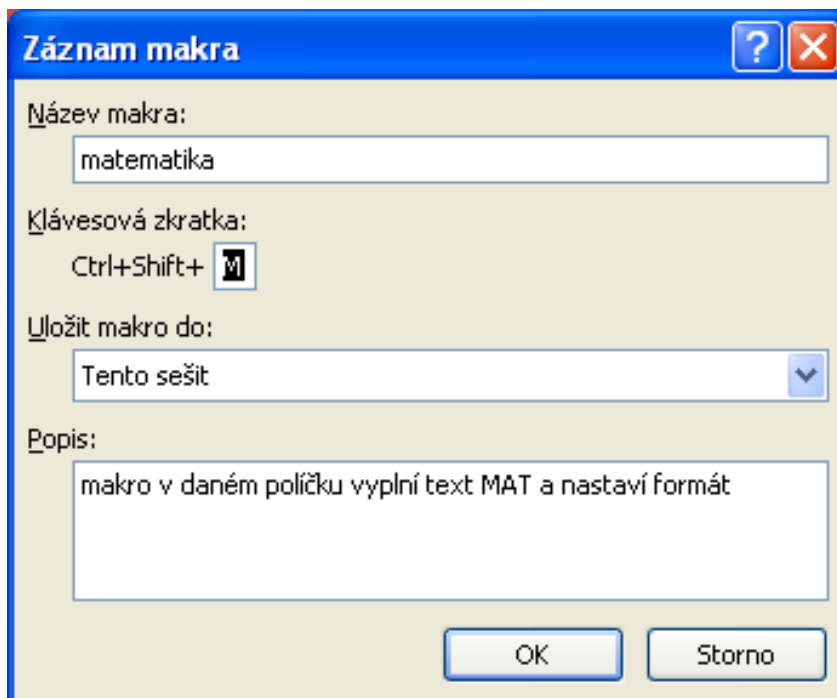 Záznam makra
Název makra:
matematika
Klávesová zkratka:
Ctrl+Shift+ M
Uložit makro do:
Tento sešit
Popis:
makro v daném políčku vyplní text MAT a nastaví formát
OK Storno